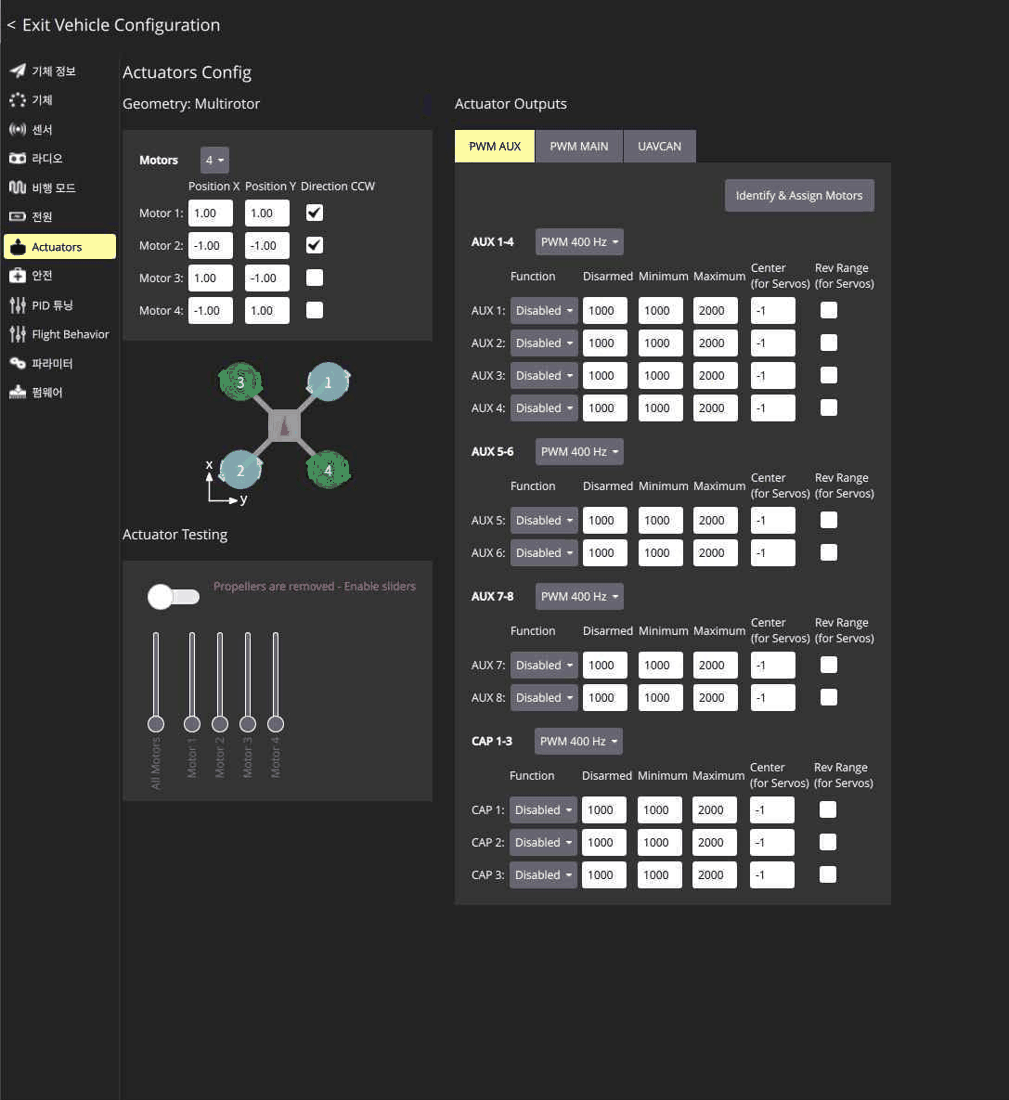 < Exit Vehicle Configuration
기체 정보
기체
센서
라디오
비행 모드
전원
Actuators
안전
PID 튜닝
Flight Behavior
파라미터
펌웨어
Actuators Config
Geometry: Multirotor
Motors 4
Position X Position Y Direction CCW
Motor 1: 1.00 1.00
Motor 2: -1.00 -1.00
Motor 3: 1.00 -1.00
Motor 4: -1.00 1.00
3 1
2 4
x
y
Actuator Testing
Propellers are removed - Enable sliders
All Motors
Motor 1
Motor 2
Motor 3
Motor 4
Actuator Outputs
PWM AUX PWM MAIN UAVCAN
Identify & Assign Motors
AUX 1-4 PWM 400 Hz
Function Disarmed Minimum Maximum Center (for Servos) Rev Range (for Servos)
AUX 1: Disabled 1000 1000 2000 -1
AUX 2: Disabled 1000 1000 2000 -1
AUX 3: Disabled 1000 1000 2000 -1
AUX 4: Disabled 1000 1000 2000 -1
AUX 5-6 PWM 400 Hz
Function Disarmed Minimum Maximum Center (for Servos) Rev Range (for Servos)
AUX 5: Disabled 1000 1000 2000 -1
AUX 6: Disabled 1000 1000 2000 -1
AUX 7-8 PWM 400 Hz
Function Disarmed Minimum Maximum Center (for Servos) Rev Range (for Servos)
AUX 7: Disabled 1000 1000 2000 -1
AUX 8: Disabled 1000 1000 2000 -1
CAP 1-3 PWM 400 Hz
Function Disarmed Minimum Maximum Center (for Servos) Rev Range (for Servos)
CAP 1: Disabled 1000 1000 2000 -1
CAP 2: Disabled 1000 1000 2000 -1
CAP 3: Disabled 1000 1000 2000 -1